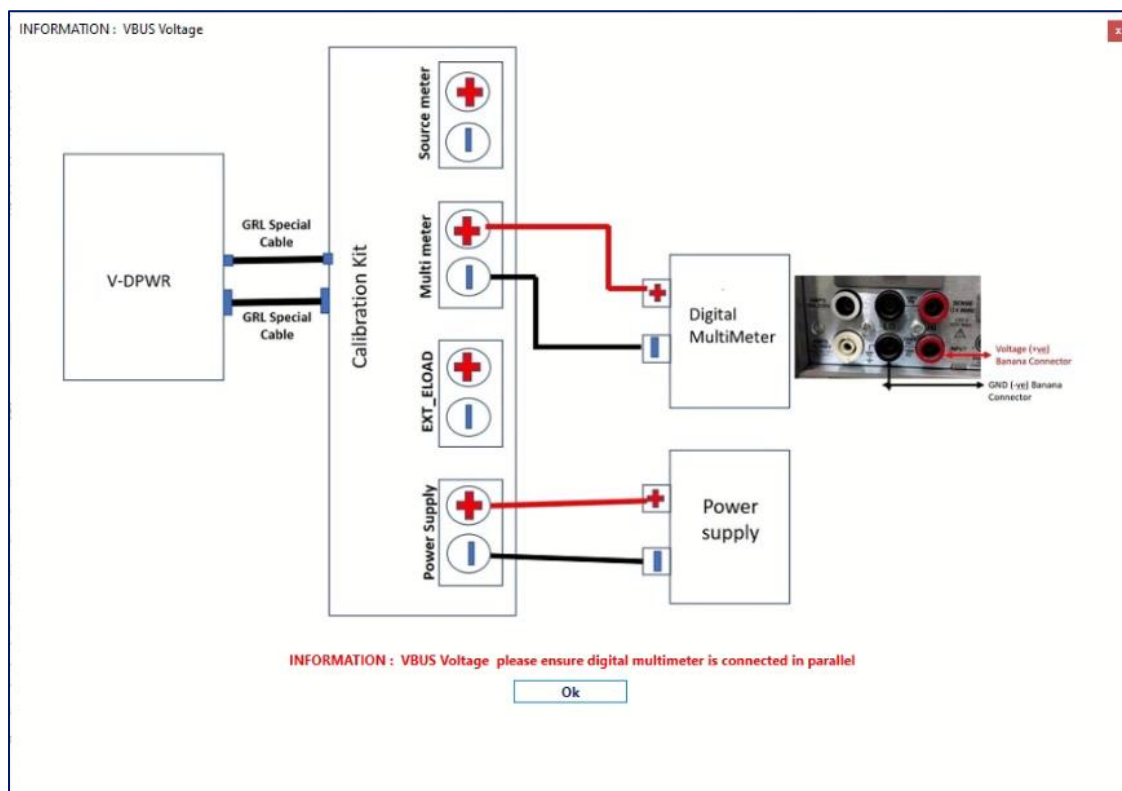 INFORMATION : VBUS Voltage
x
Source meter
GRL Special
Cable
V-DPWR
GRL Special
Cable
Calibration Kit
Multi meter
Digital
MultiMeter
Voltage (+ve)
Banana Connector
GND (-ve) Banana
Connector
EXT_ELOAD
Power Supply
Power
supply
INFORMATION : VBUS Voltage please ensure digital multimeter is connected in parallel
Ok